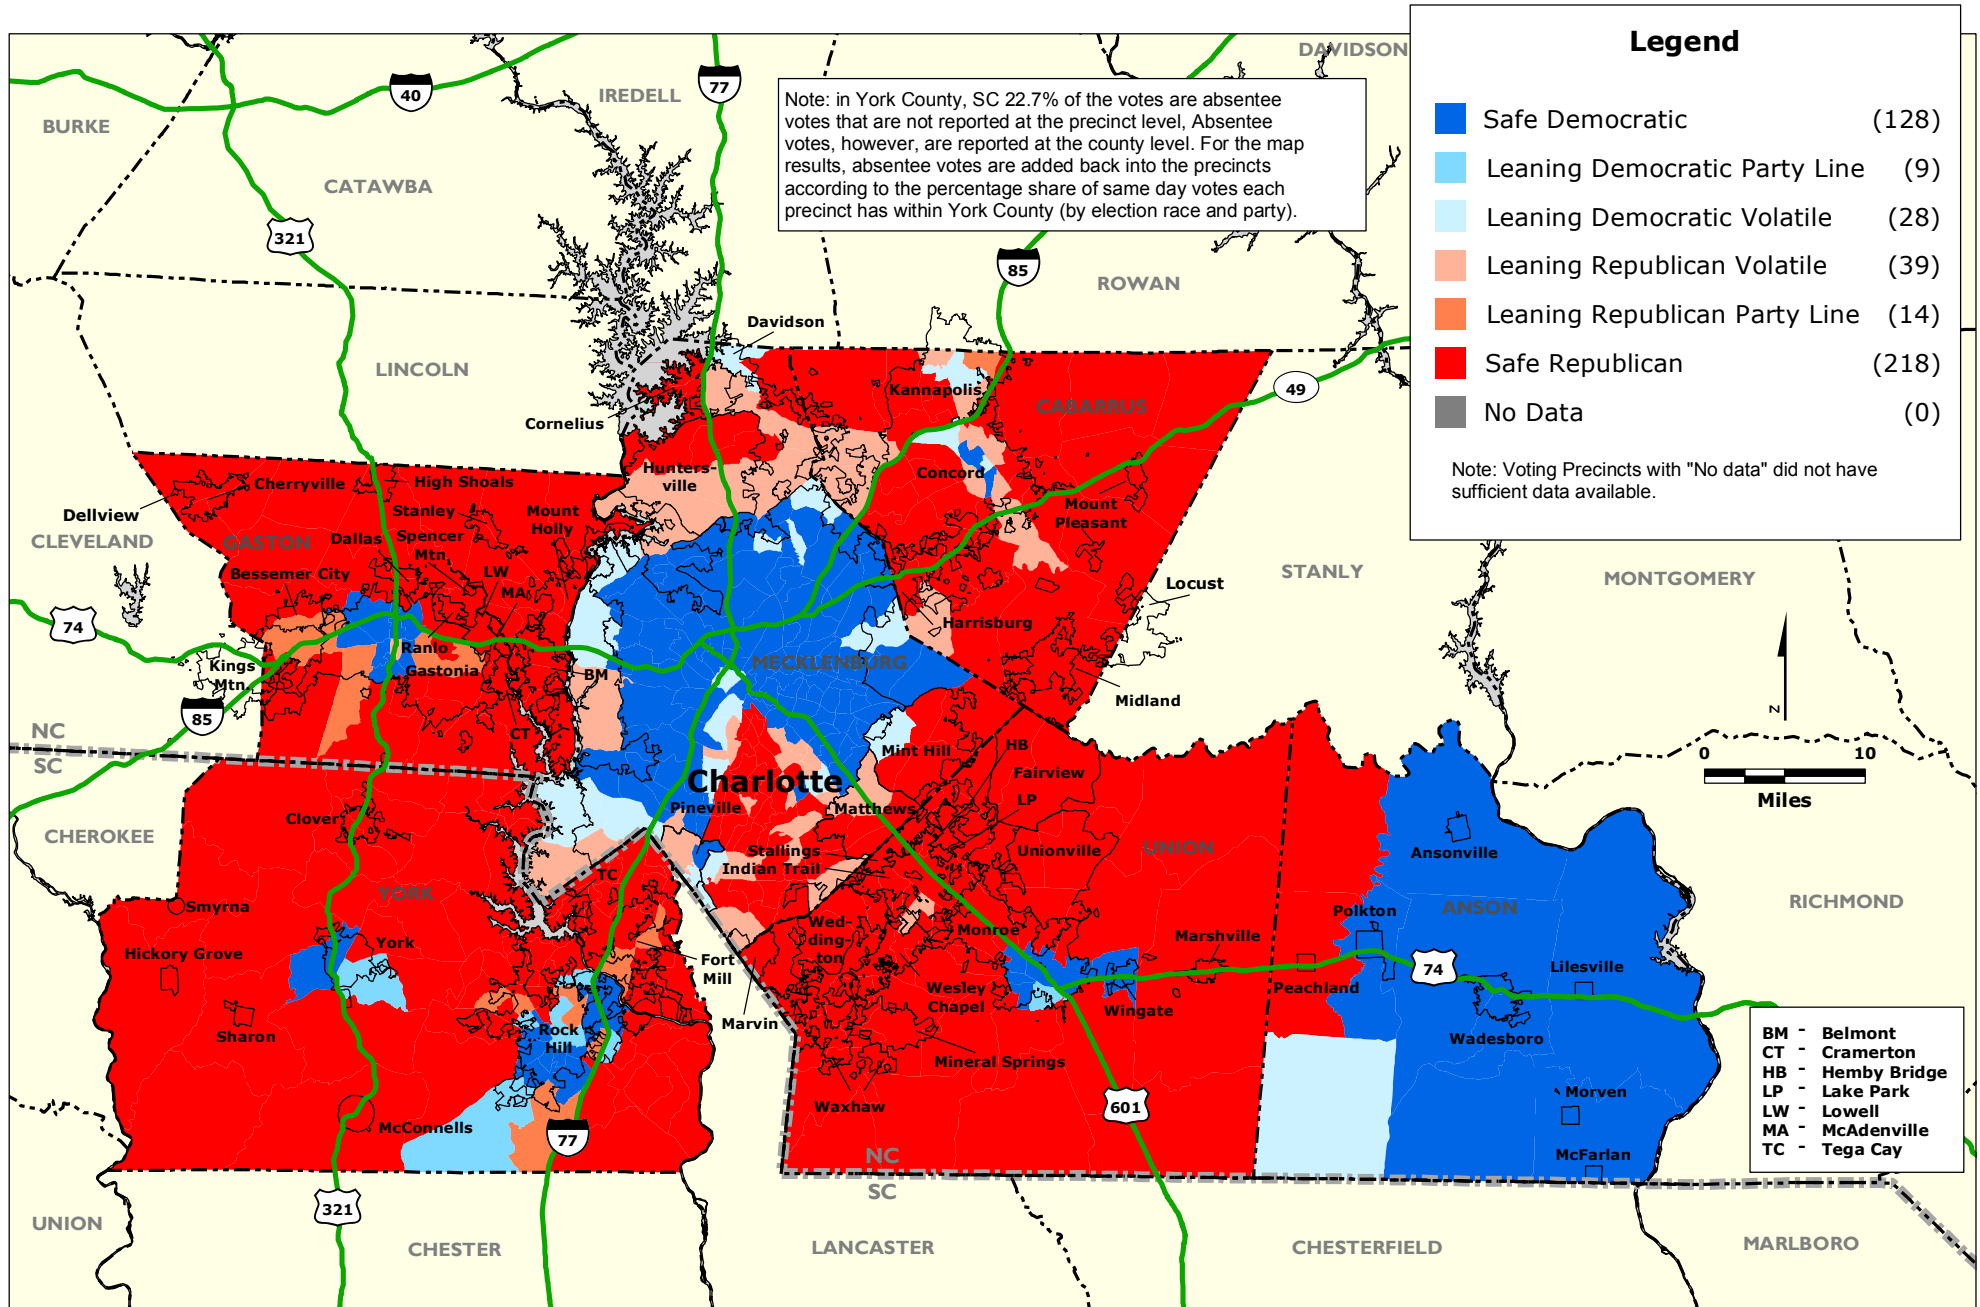 Legend
Safe Democratic (128)
Leaning Democratic Party Line (9)
Leaning Democratic Volatile (28)
Leaning Republican Volatile (39)
Leaning Republican Party Line (14)
Safe Republican (218)
No Data (0)
Note: Voting Precincts with "No data" did not have
sufficient data available.
Note: in York County, SC 22.7% of the votes are absentee
votes that are not reported at the precinct level, Absentee
votes, however, are reported at the county level. For the map
results, absentee votes are added back into the precincts
according to the percentage share of same day votes each
precinct has within York County (by election race and party).
DAVIDSON
IREDELL
BURKE
40
77
CATAWBA
321
85
ROWAN
LINCOLN
Davidson
Kannapolis
49
CABARRUS
Cornelius
Hunters-
ville
Concord
Cherryville
High Shoals
Dellview
CLEVELAND
Stanley
Mount
Holly
Mount
Pleasant
GASTON
Dallas
Spencer
Mtn.
LW
Bessemer City
MA
STANLY
MONTGOMERY
Locust
74
Harrisburg
Ranlo
Gastonia
Kings
Mtn.
BM
MECKLENBURG
Midland
85
NC
SC
CT
Mint Hill
HB
Fairview
LP
Charlotte
Pineville
Matthews
N
0 10
Miles
CHEROKEE
Clover
Stallings
Indian Trail
Unionville
UNION
Ansonville
TC
YORK
Smyrna
Polkton
ANSON
RICHMOND
Hickory Grove
York
Wed-
ding-
ton
Monroe
Marshville
Fort
Mill
74
Lilesville
Wesley
Chapel
Peachland
Wingate
Marvin
Sharon
Rock
Hill
Wadesboro
Mineral Springs
Morven
Waxhaw
601
McConnells
77
McFarlan
NC
SC
BM - Belmont
CT - Cramerton
HB - Hemby Bridge
LP - Lake Park
LW - Lowell
MA - McAdenville
TC - Tega Cay
321
UNION
CHESTER
LANCASTER
CHESTERFIELD
MARLBORO